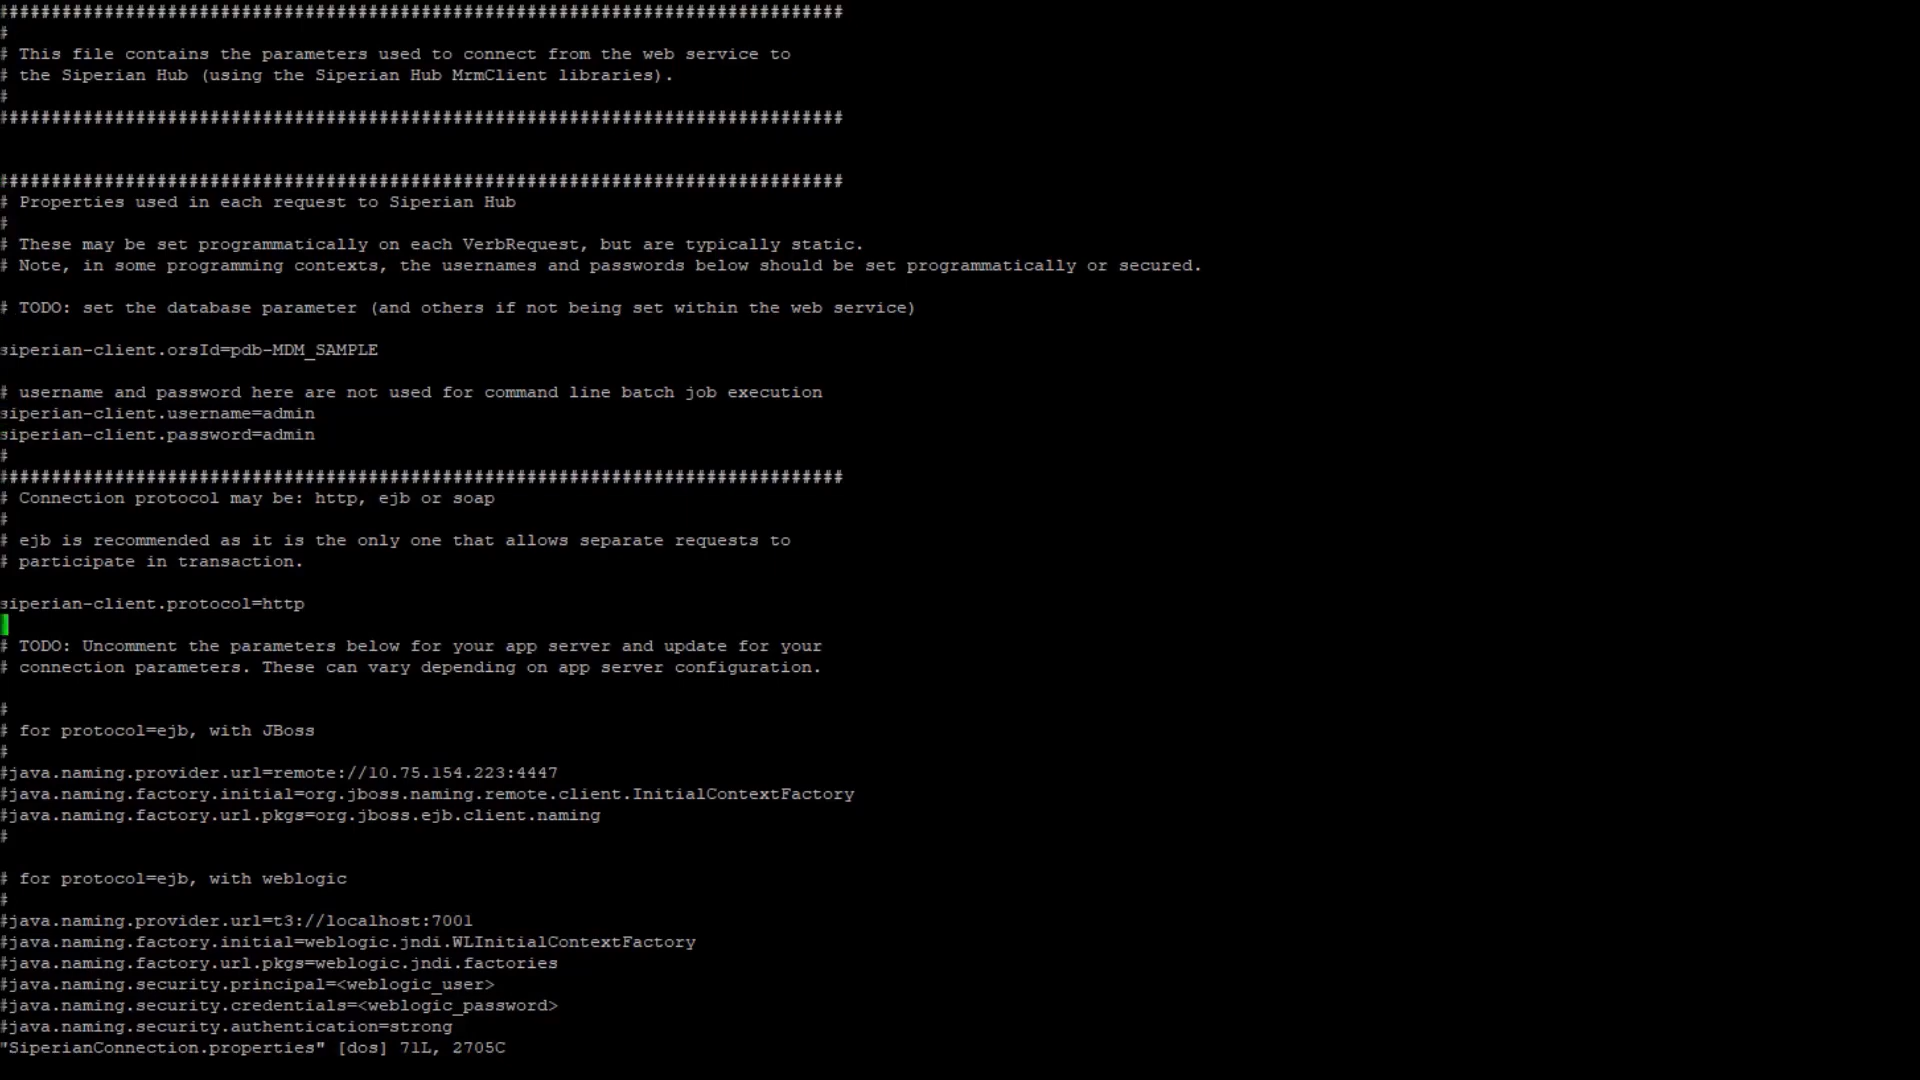 ################################################################################
#
# This file contains the parameters used to connect from the web service to
# the Siperian Hub (using the Siperian Hub MrmClient libraries).
#
################################################################################
################################################################################
# Properties used in each request to Siperian Hub
#
# These may be set programmatically on each VerbRequest, but are typically static.
# Note, in some programming contexts, the usernames and passwords below should be set programmatically or secured.
# TODO: set the database parameter (and others if not being set within the web service)
siperian-client.orsId=pdb-MDM_SAMPLE
# username and password here are not used for command line batch job execution
siperian-client.username=admin
siperian-client.password=admin
#
################################################################################
# Connection protocol may be: http, ejb or soap
#
# ejb is recommended as it is the only one that allows separate requests to
# participate in transaction.
siperian-client.protocol=http
# TODO: Uncomment the parameters below for your app server and update for your
# connection parameters. These can vary depending on app server configuration.
#
# for protocol=ejb, with JBoss
#
#java.naming.provider.url=remote://10.75.154.223:4447
#java.naming.factory.initial=org.jboss.naming.remote.client.InitialContextFactory
#java.naming.factory.url.pkgs=org.jboss.ejb.client.naming
#
# for protocol=ejb, with weblogic
#
#java.naming.provider.url=t3://localhost:7001
#java.naming.factory.initial=weblogic.jndi.WLInitialContextFactory
#java.naming.factory.url.pkgs=weblogic.jndi.factories
#java.naming.security.principal=<weblogic_user>
#java.naming.security.credentials=<weblogic_password>
#java.naming.security.authentication=strong
"SiperianConnection.properties" [dos] 71L, 2705C